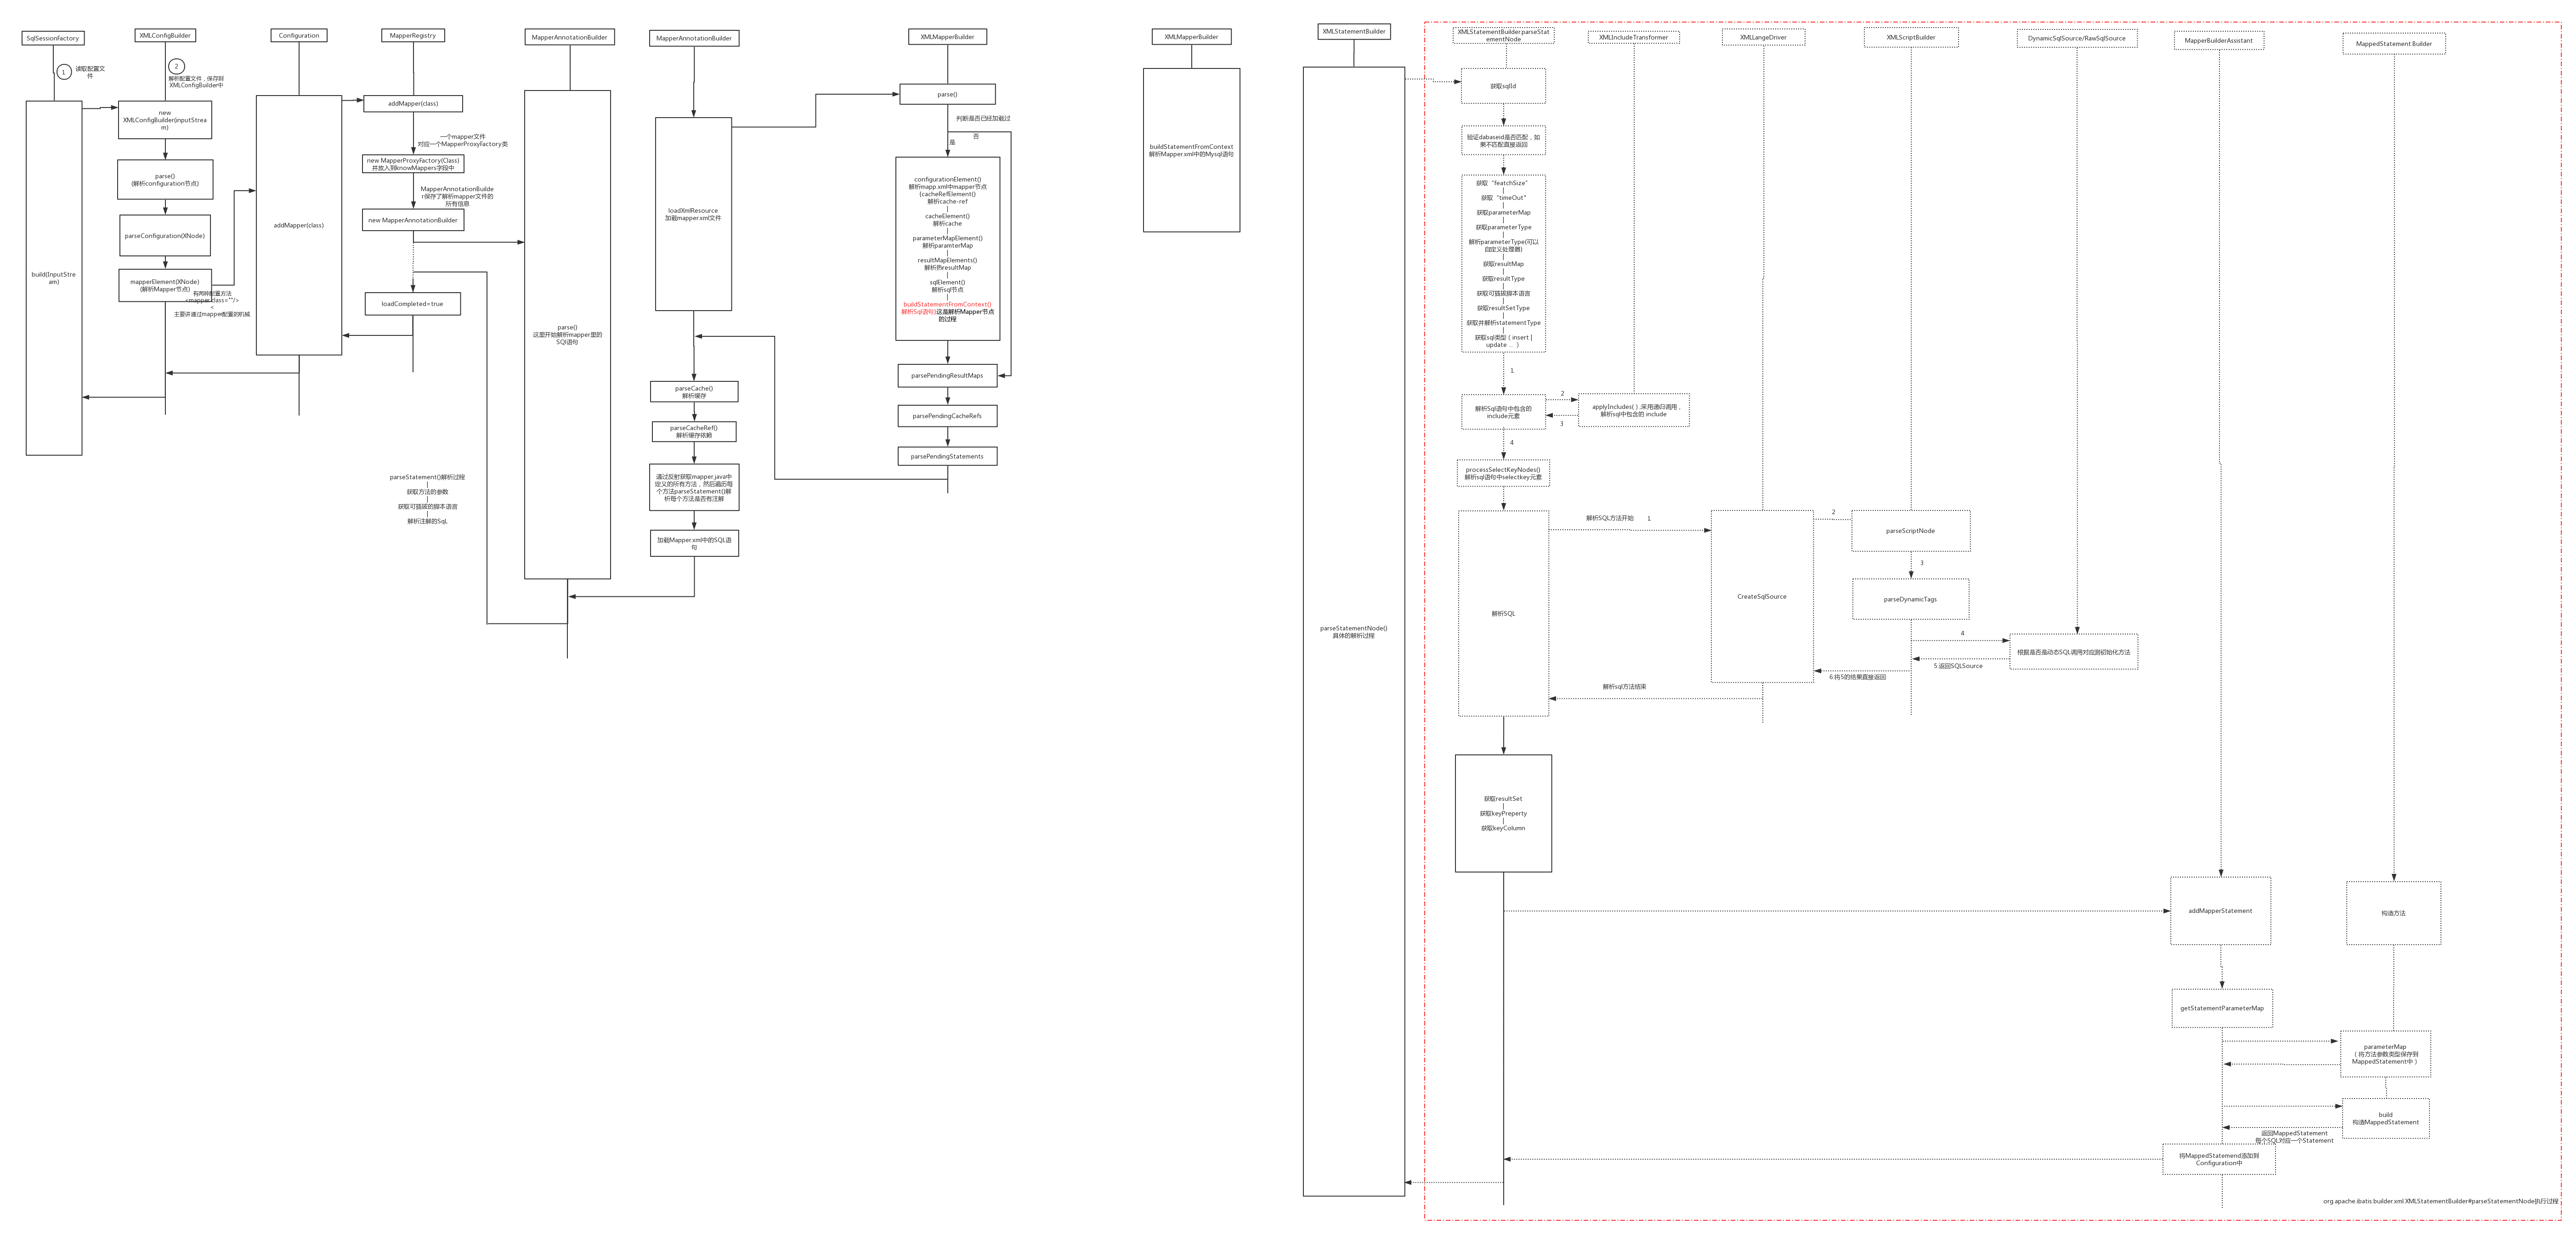 SqlSessionFactory
1
读取配置文
件
build(InputStre
am)
XMLConfigBuilder
2
解析配置文件，保存到
XMLConfigBuilder中
new
XMLConfigBuilder(inputStrea
m)
parse()
(解析configuration节点)
parseConfiguration(XNode)
mapperElement(XNode)
(解析Mapper节点)
有两种配置方法
<mapper class=""/>
<
主要讲通过mapper配置的机械
Configuration
addMapper(class)
MapperRegistry
addMapper(class)
一个mapper文件
对应一个MapperProxyFactory类
new MapperProxyFactory(Class)
并放入到knowMappers字段中
MapperAnnotationBuilde
r保存了解析mapper文件的
所有信息
new MapperAnnotationBuilder
loadCompleted=true
parseStatement()解析过程
|
获取方法的参数
|
获取可插拔的脚本语言
|
解析注解的SqL
MapperAnnotationBuilder
parse()
这里开始解析mapper里的
SQl语句
MapperAnnotationBuilder
loadXmlResource
加载mapper.xml文件
parseCache()
解析缓存
parseCacheRef()
解析缓存依赖
通过反射获取mapper.java中
定义的所有方法，然后遍历每
个方法parseStatement()解
析每个方法是否有注解
加载Mapper.xml中的SQL语
句
XMLMapperBuilder
parse()
判断是否已经加载过
否
是
configurationElement()
解析mapp.xml中mapper节点
(cacheRefElement()
解析cache-ref
|
cacheElement()
解析cache
|
parameterMapElement()
解析paramterMap
|
resultMapElements()
解析热resultMap
|
sqlElement()
解析sql节点
|
buildStatementFromContext()
解析Sql语句)这是解析Mapper节点
的过程
parsePendingResultMaps
parsePendingCacheRefs
parsePendingStatements
XMLMapperBuilder
buildStatementFromContext
解析Mapper.xml中的Mysql语句
XMLStatementBuilder
parseStatementNode()
具体的解析过程
XMLStatementBuilder.parseStat
ementNode
获取sqlId
验证dabaseid是否匹配，如
果不匹配直接返回
获取“featchSize”
|
获取“timeOut”
|
获取parameterMap
|
获取parameterType
|
解析parameterType(可以
自定义处理器)
|
获取resultMap
|
获取resultType
|
获取可插拔脚本语言
|
获取resultSetType
|
获取并解析statementType
|
获取sql类型（insert |
update ... ）
1
解析Sql语句中包含的
include元素
2
3
4
processSelectKeyNodes()
解析sql语句中selectkey元素
解析SQL
获取resultSet
|
获取keyPreperty
|
获取keyColumn
XMLIncludeTransformer
applyIncludes( ) ,采用递归调用，
解析sql中包含的 include
解析SQL方法开始 1
解析sql方法结束
XMLLangeDriver
CreateSqlSource
2
XMLScriptBuilder
parseScriptNode
3
parseDynamicTags
4
5.返回SQLSource
6.将5的结果直接返回
DynamicSqlSource/RawSqlSource
根据是否是动态SQL调用对应测初始化方法
MapperBuilderAssistant
addMapperStatement
getStatementParameterMap
将MappedStatemend添加到
Configuration中
MappedStatement.Builder
构造方法
parameterMap
（将方法参数类型保存到
MappedStatement中）
build
构造MappedStatement
返回MappedStatement
每个SQL对应一个Statement
org.apache.ibatis.builder.xml.XMLStatementBuilder#parseStatementNode执行过程